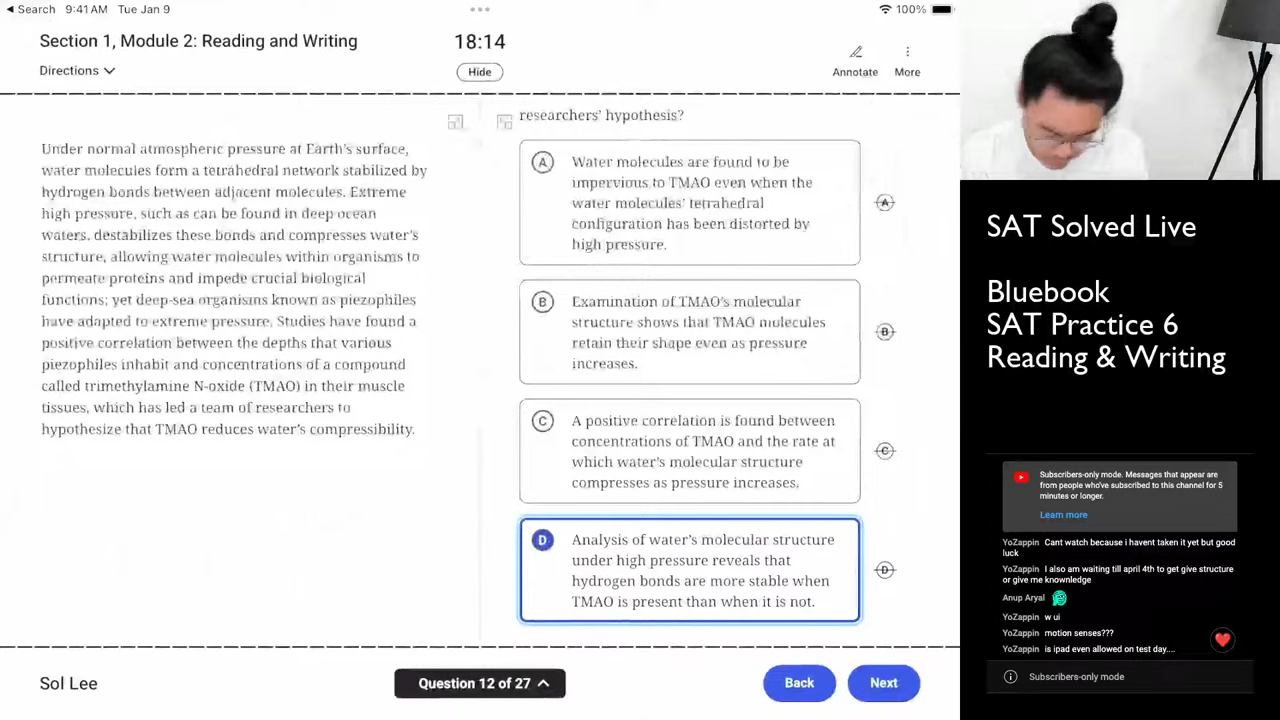 Search 9:41 AM Tue Jan 9
100%
Section 1, Module 2: Reading and Writing
18:14
Directions
Hide
Annotate
More
Under normal atmospheric pressure at Earth's surface,
water molecules form a tetrahedral network stabilized by
hydrogen bonds between adjacent molecules. Extreme
high pressure, such as can be found in deep ocean
waters, destabilizes these bonds and compresses water's
structure, allowing water molecules within organisms to
permeate proteins and impede crucial biological
functions; yet deep-sea organisms known as piezophiles
have adapted to extreme pressure. Studies have found a
positive correlation between the depths that various
piezophiles inhabit and concentrations of a compound
called trimethylamine N-oxide (TMAO) in their muscle
tissues, which has led a team of researchers to
hypothesize that TMAO reduces water's compressibility.
researchers' hypothesis?
A
Water molecules are found to be
impervious to TMAO even when the
water molecules' tetrahedral
configuration has been distorted by
high pressure.
A
B
Examination of TMAO's molecular
structure shows that TMAO molecules
retain their shape even as pressure
increases.
B
C
A positive correlation is found between
concentrations of TMAO and the rate at
which water's molecular structure
compresses as pressure increases.
C
D
Analysis of water's molecular structure
under high pressure reveals that
hydrogen bonds are more stable when
TMAO is present than when it is not.
D
Sol Lee
Question 12 of 27
Back
Next
SAT Solved Live
Bluebook
SAT Practice 6
Reading & Writing
Subscribers-only mode. Messages that appear are
from people who've subscribed to this channel for 5
minutes or longer.
Learn more
YoZappin Cant watch because i havent taken it yet but good
luck
YoZappin I also am waiting till april 4th to get give structure
or give me knownledge
Anup Aryal
YoZappin w ui
YoZappin motion senses???
YoZappin is ipad even allowed on test day....
Subscribers-only mode